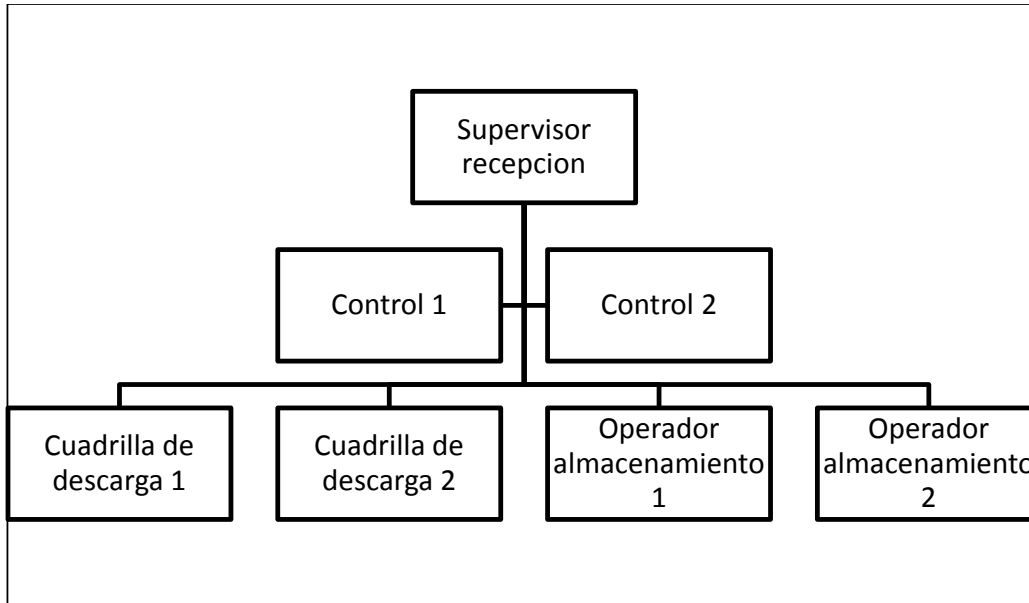 Supervisor
recepcion
Control 1
Control 2
Cuadrilla de
descarga 1
Cuadrilla de
descarga 2
Operador
almacenamiento
1
Operador
almacenamiento
2